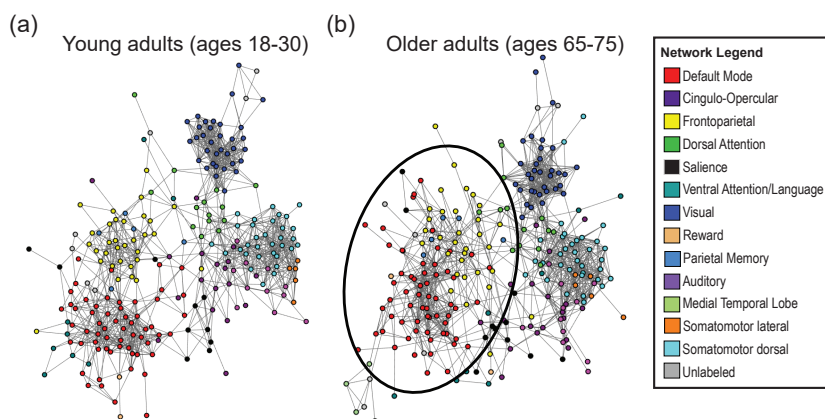 (a)
Young adults (ages 18-30)
(b)
Older adults (ages 65-75)
Network Legend
Default Mode
Cingulo-Opercular
Frontoparietal
Dorsal Attention
Salience
Ventral Attention/Language
Visual
Reward
Parietal Memory
Auditory
Medial Temporal Lobe
Somatomotor lateral
Somatomotor dorsal
Unlabeled